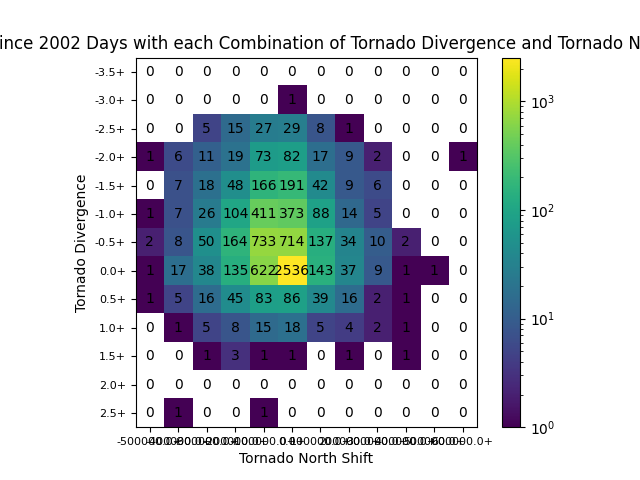 ince 2002 Days with each Combination of Tornado Divergence and Tornado N
-3.5+ 0 0 0 0 0 0 0 0 0 0 0 0
-3.0+ 0 0 0 0 0 1 0 0 0 0 0 0
-2.5+ 0 0 5 15 27 29 8 1 0 0 0 0
-2.0+ 1 6 11 19 73 82 17 9 2 0 0 1
-1.5+ 0 7 18 48 166 191 42 9 6 0 0 0
-1.0+ 1 7 26 104 411 373 88 14 5 0 0 0
-0.5+ 2 8 50 164 733 714 137 34 10 2 0 0
0.0+ 1 17 38 135 622 2536 143 37 9 1 1 0
0.5+ 1 5 16 45 83 86 39 16 2 1 0 0
1.0+ 0 1 5 8 15 18 5 4 2 1 0 0
1.5+ 0 0 1 3 1 1 0 1 0 1 0 0
2.0+ 0 0 0 0 0 0 0 0 0 0 0 0
2.5+ 0 1 0 0 1 0 0 0 0 0 0 0
Tornado North Shift
Tornado Divergence
10³
10²
10¹
10⁰